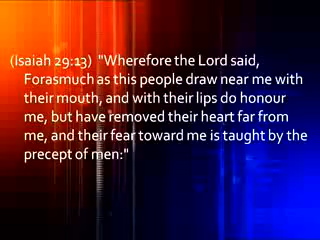 (Isaiah 29:13)  "Wherefore the Lord said,
Forasmuch as this people draw near me with
their mouth, and with their lips do honour
me, but have removed their heart far from
me, and their fear toward me is taught by the
precept of men:"